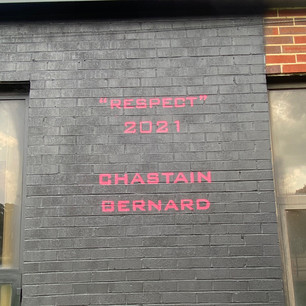 "RESPECT"
2021
CHASTAIN
BERNARD